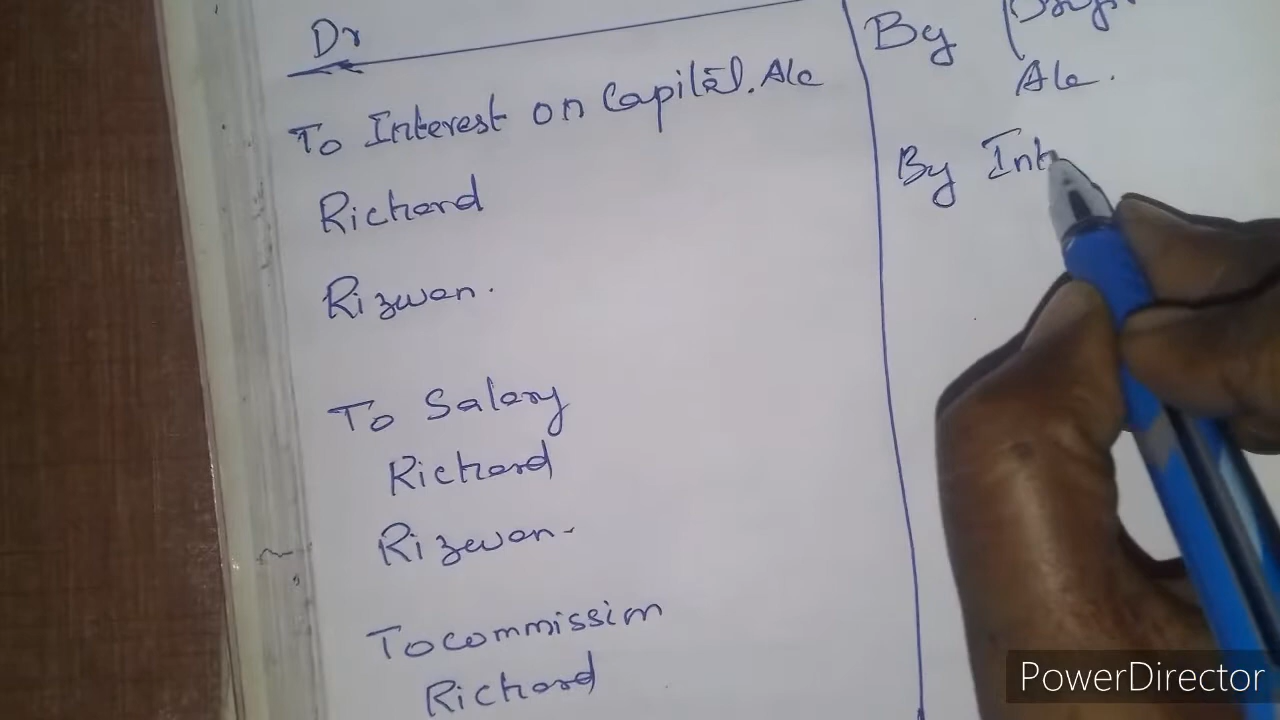 Dr
To Interest on Capital. A/c
Richard
Rizwan.
To Salary
Richard
Rizwan-
To commission
Richard
By
A/c.
By Int
PowerDirector